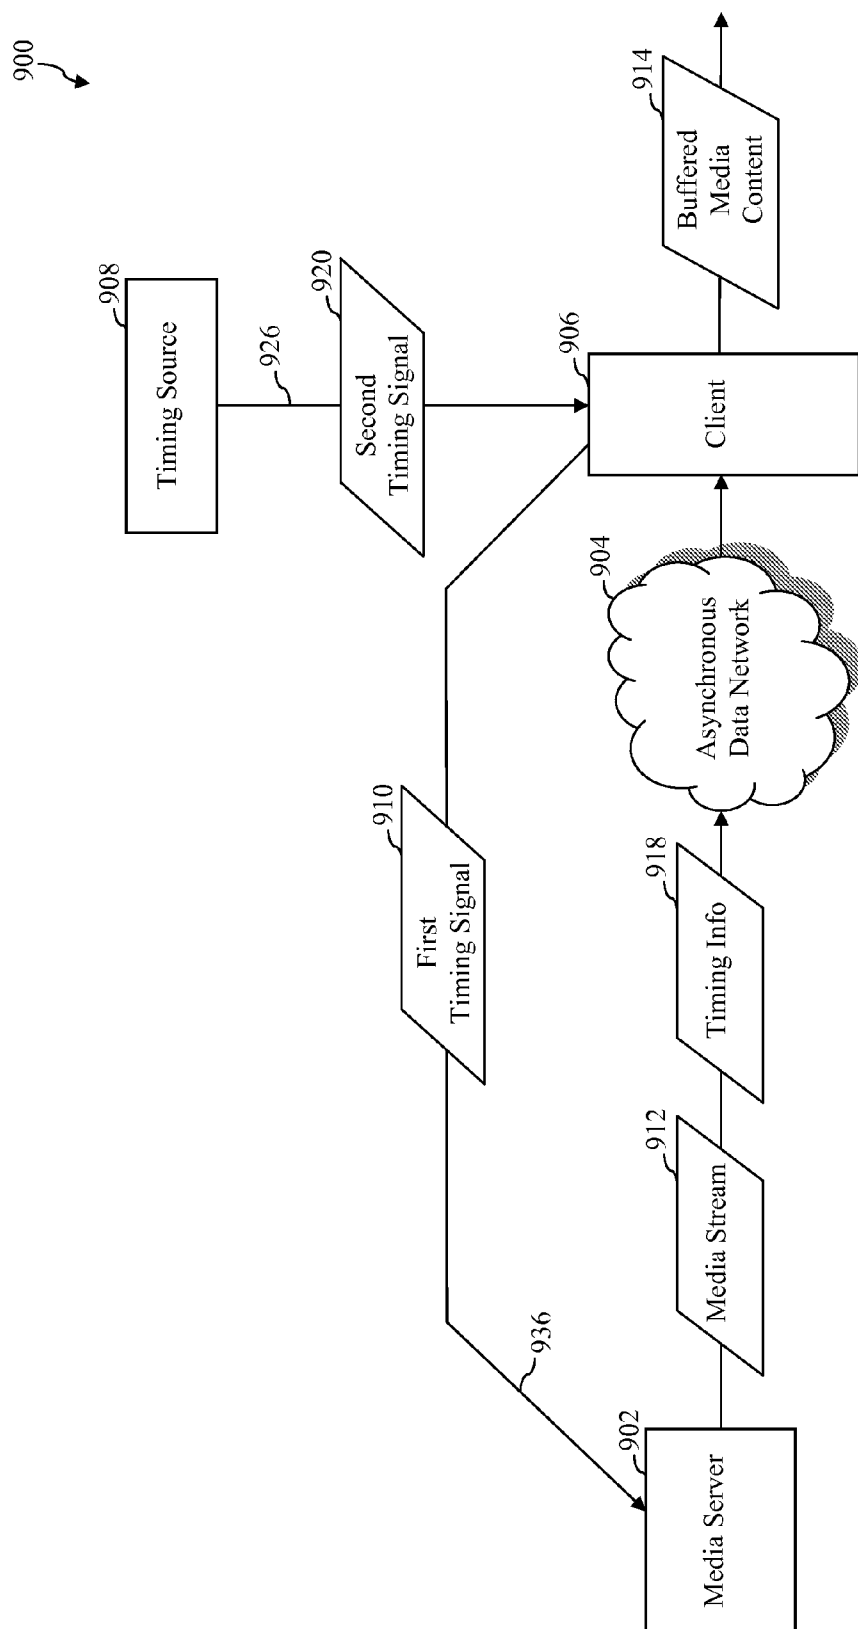 900
908
Timing Source
926
920
Second
Timing Signal
910
First
Timing Signal
936
902
Media Server
912
Media Stream
918
Timing Info
904
Asynchronous
Data Network
906
Client
914
Buffered
Media
Content